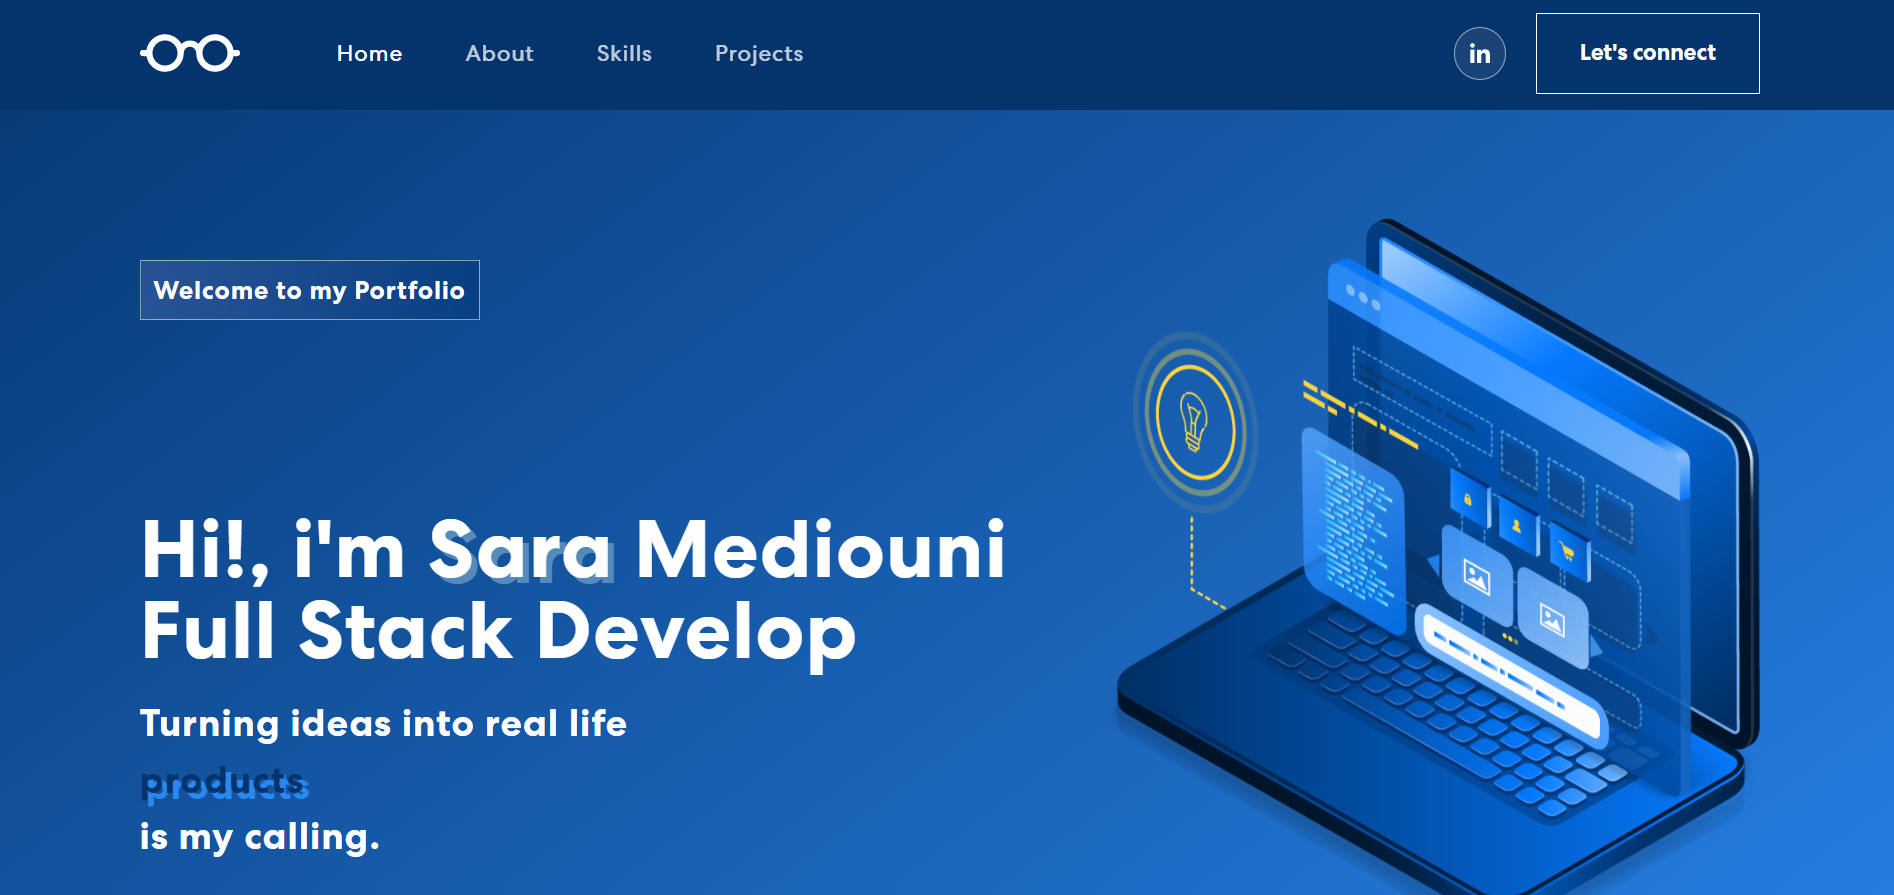 Home About Skills Projects in Let's connect
Welcome to my Portfolio
Hi!, i'm Sara Mediouni
Full Stack Develop
Turning ideas into real life
products
is my calling.